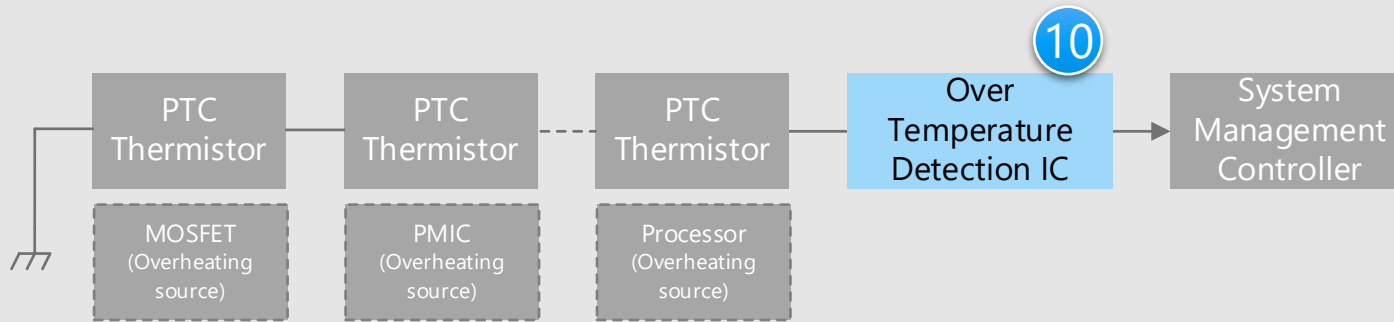 10
PTC
Thermistor
PTC
Thermistor
PTC
Thermistor
Over
Temperature
Detection IC
System
Management
Controller
MOSFET
(Overheating
source)
PMIC
(Overheating
source)
Processor
(Overheating
source)